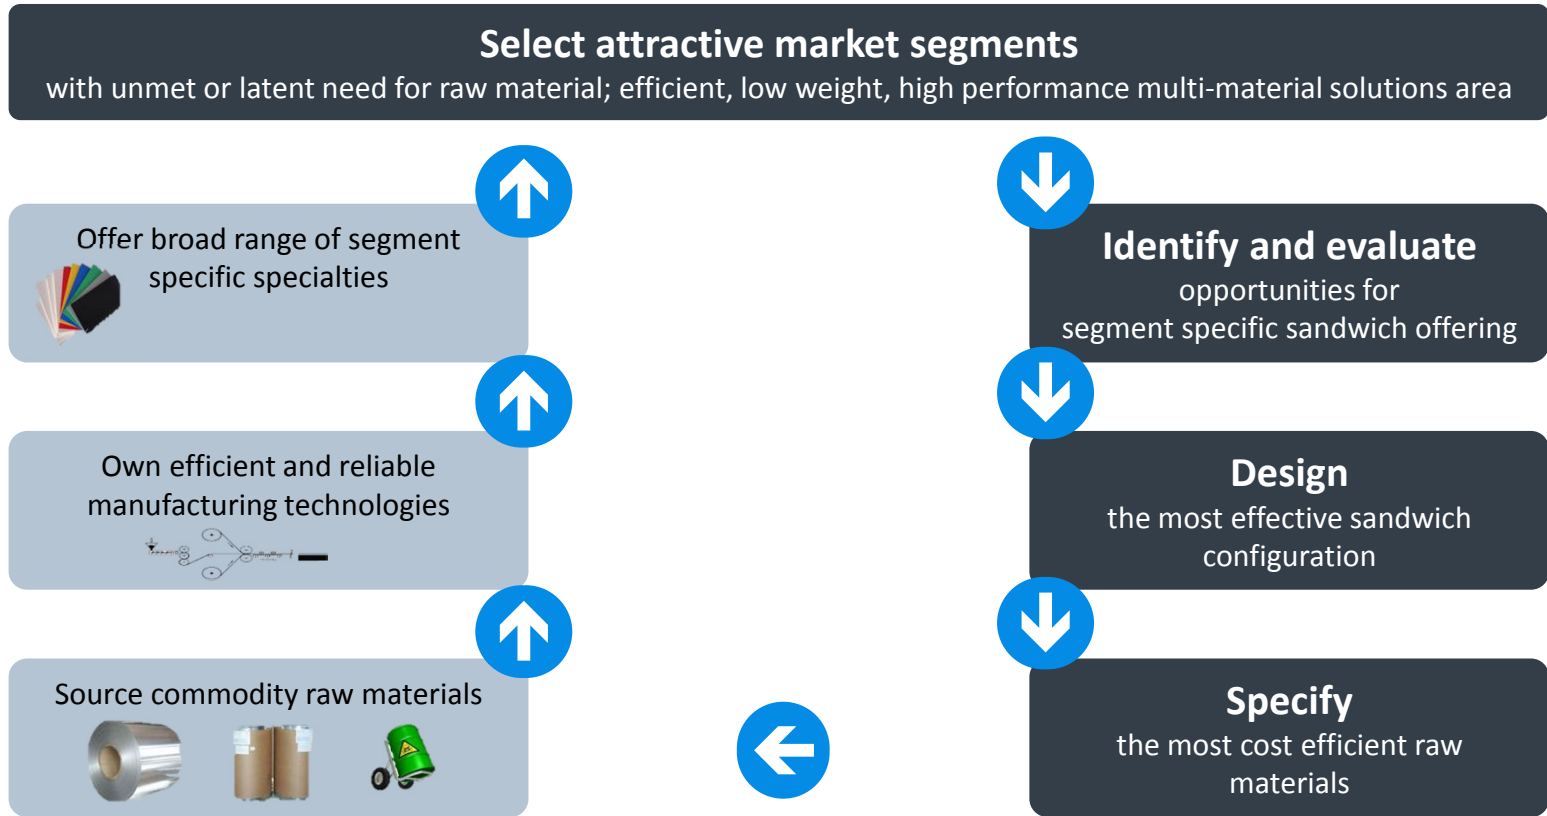 Select attractive market segments
with unmet or latent need for raw material; efficient, low weight, high performance multi-material solutions area
Offer broad range of segment
specific specialties
Identify and evaluate
opportunities for
segment specific sandwich offering
Own efficient and reliable
manufacturing technologies
Design
the most effective sandwich
configuration
Source commodity raw materials
Specify
the most cost efficient raw
materials